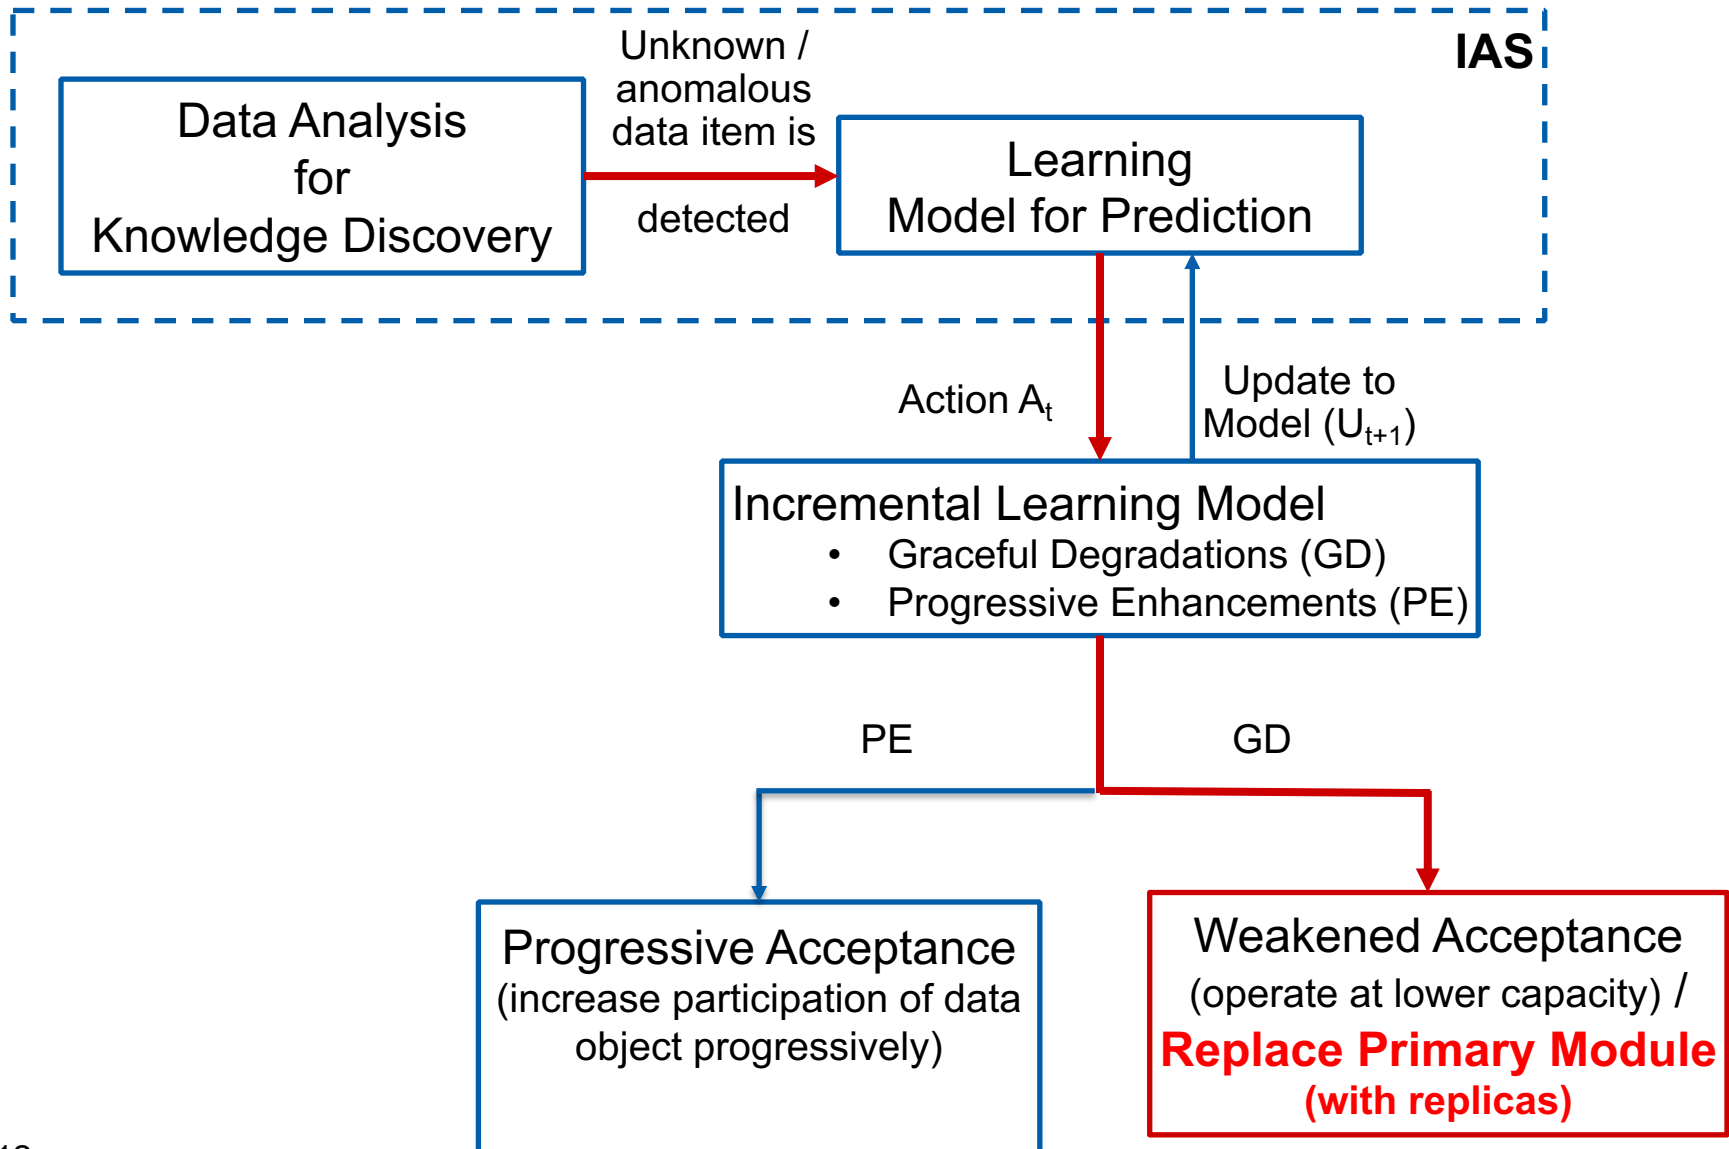 IAS
Data Analysis
for
Knowledge Discovery
Unknown /
anomalous
data item is
detected
Learning
Model for Prediction
Action At
Update to
Model (Ut+1)
Incremental Learning Model
• Graceful Degradations (GD)
• Progressive Enhancements (PE)
PE
GD
Progressive Acceptance
(increase participation of data
object progressively)
Weakened Acceptance
(operate at lower capacity) /
Replace Primary Module
(with replicas)